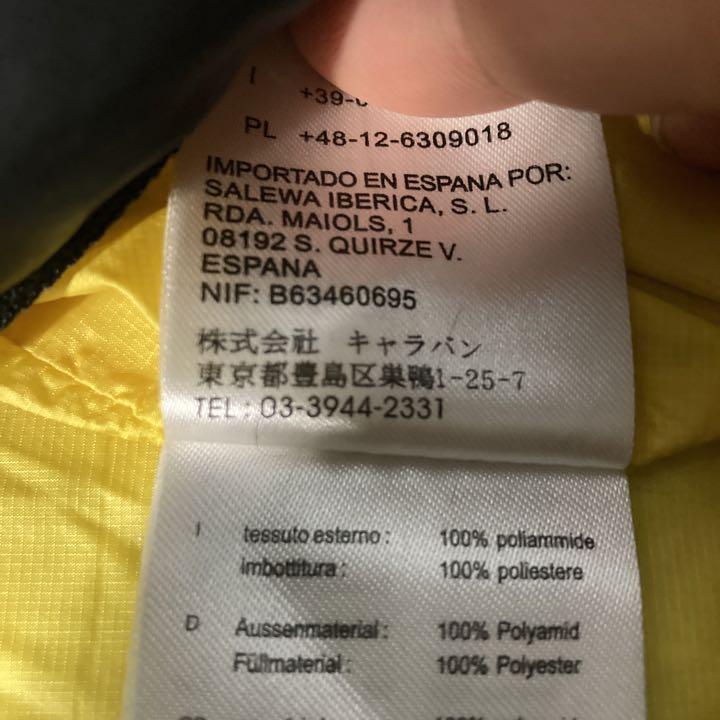 I +39-
PL +48-12-6309018
IMPORTADO EN ESPANA POR:
SALEWA IBERICA, S. L.
RDA. MAIOLS, 1
08192 S. QUIRZE V.
ESPANA
NIF: B63460695
株式会社 キャラバン
東京都豊島区巣鴨1-25-7
TEL : 03-3944-2331
I tessuto esterno : 100% poliammide
imbottitura : 100% poliestere
D Aussenmaterial : 100% Polyamid
Füllmaterial : 100% Polyester